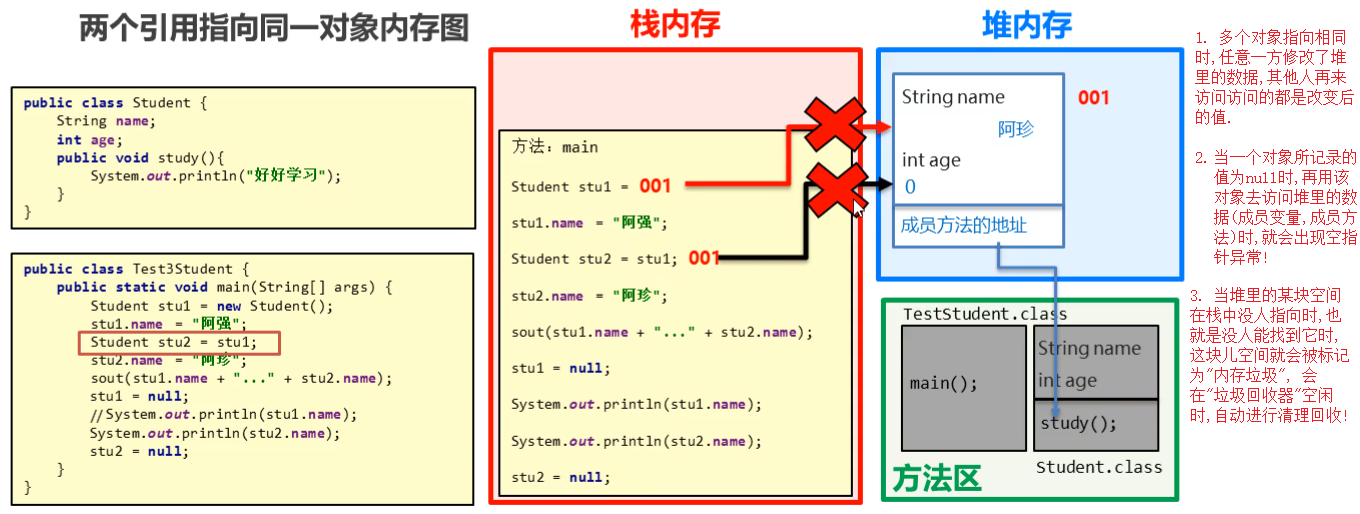 两个引用指向同一对象内存图
public class Student {
String name;
int age;
public void study(){
System.out.println("好好学习");
}
}
public class Test3Student {
public static void main(String[] args) {
Student stu1 = new Student();
stu1.name = "阿强";
Student stu2 = stu1;
stu2.name = "阿珍";
sout(stu1.name + "..." + stu2.name);
stu1 = null;
//System.out.println(stu1.name);
System.out.println(stu2.name);
stu2 = null;
}
}
栈内存
方法：main
Student stu1 = 001
stu1.name = "阿强";
Student stu2 = stu1; 001
stu2.name = "阿珍";
sout(stu1.name + "..." + stu2.name);
stu1 = null;
System.out.println(stu1.name);
System.out.println(stu2.name);
stu2 = null;
堆内存
String name
001
阿珍
int age
0
成员方法的地址
TestStudent.class
main();
String name
int age
study();
方法区
Student.class
1. 多个对象指向相同
时,任意一方修改了堆
里的数据,其他人再来
访问访问的都是改变后
的值.
2. 当一个对象所记录的
值为null时,再用该
对象去访问堆里的数
据(成员变量,成员方
法)时,就会出现空指
针异常!
3. 当堆里的某块空间
在栈中没人指向时,也
就是没人能找到它时,
这块儿空间就会被标记
为"内存垃圾", 会
在"垃圾回收器"空闲
时,自动进行清理回收!